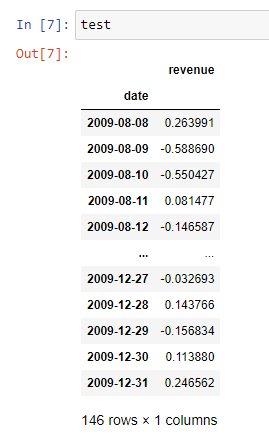 In [7]: test
Out[7]:
revenue
date
2009-08-08 0.263991
2009-08-09 -0.588690
2009-08-10 -0.550427
2009-08-11 0.081477
2009-08-12 -0.146587
... ...
2009-12-27 -0.032693
2009-12-28 0.143766
2009-12-29 -0.156834
2009-12-30 0.113880
2009-12-31 0.246562
146 rows × 1 columns